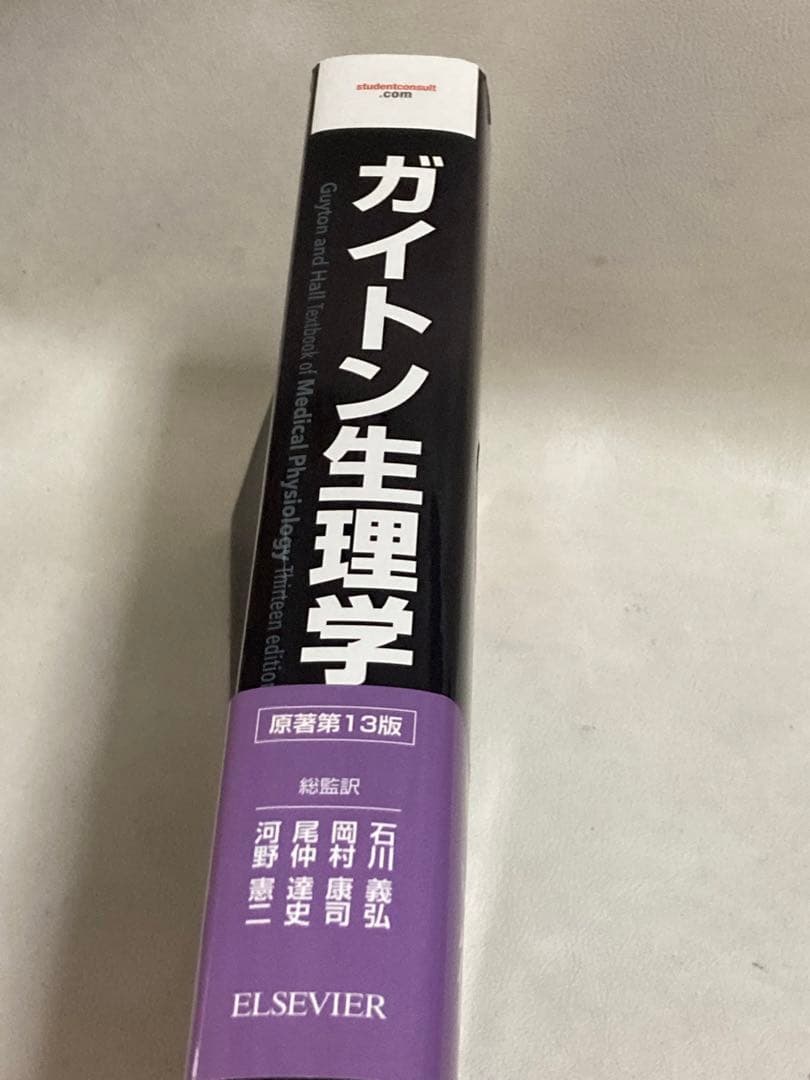 studentconsult
.com
ガイトン生理学
Guyton and Hall Textbook of Medical Physiology Thirteen edition
原著第13版
総監訳
石川 義弘
岡村 康司
尾仲 達史
河野 憲二
ELSEVIER